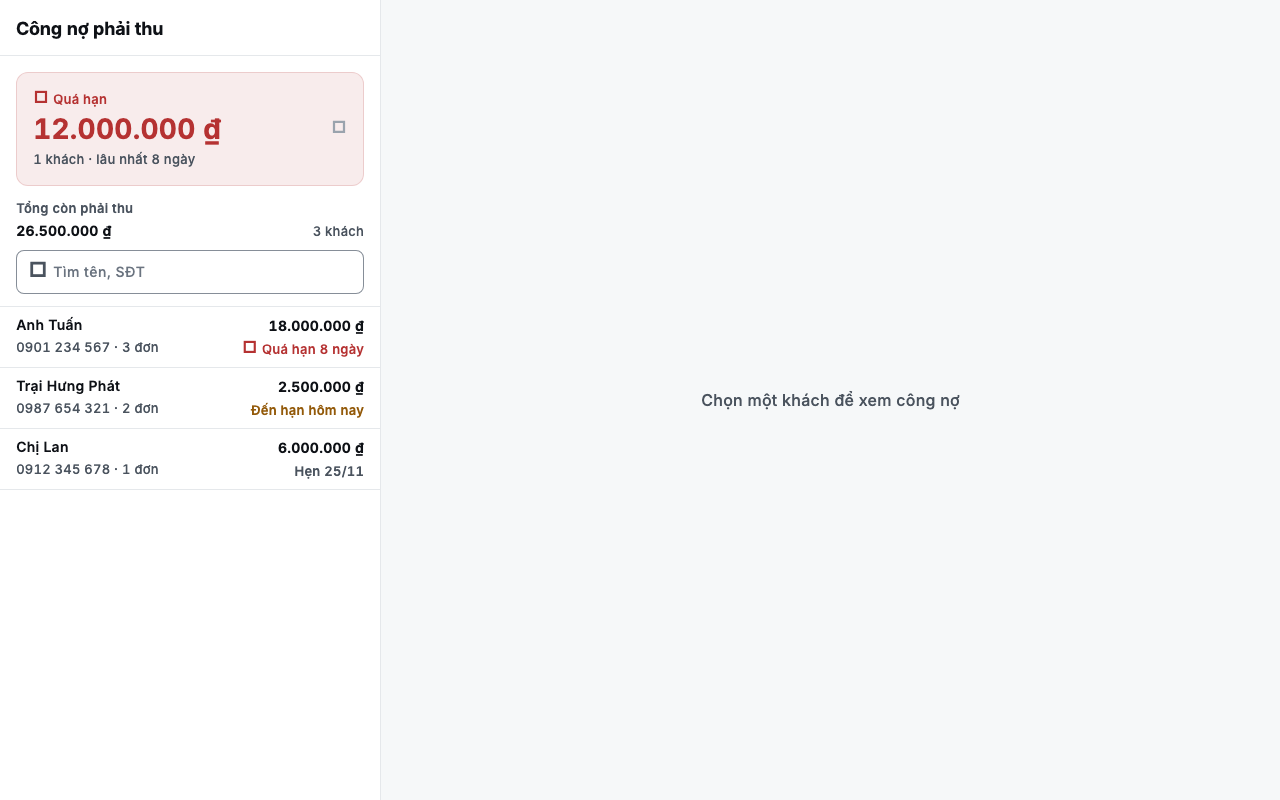 Công nợ phải thu
Quá hạn
12.000.000 ₫
1 khách · lâu nhất 8 ngày
Tổng còn phải thu
26.500.000 ₫ 3 khách
Tìm tên, SĐT
Anh Tuấn 18.000.000 ₫
0901 234 567 · 3 đơn Quá hạn 8 ngày
Trại Hưng Phát 2.500.000 ₫
0987 654 321 · 2 đơn Đến hạn hôm nay
Chị Lan 6.000.000 ₫
0912 345 678 · 1 đơn Hẹn 25/11
Chọn một khách để xem công nợ